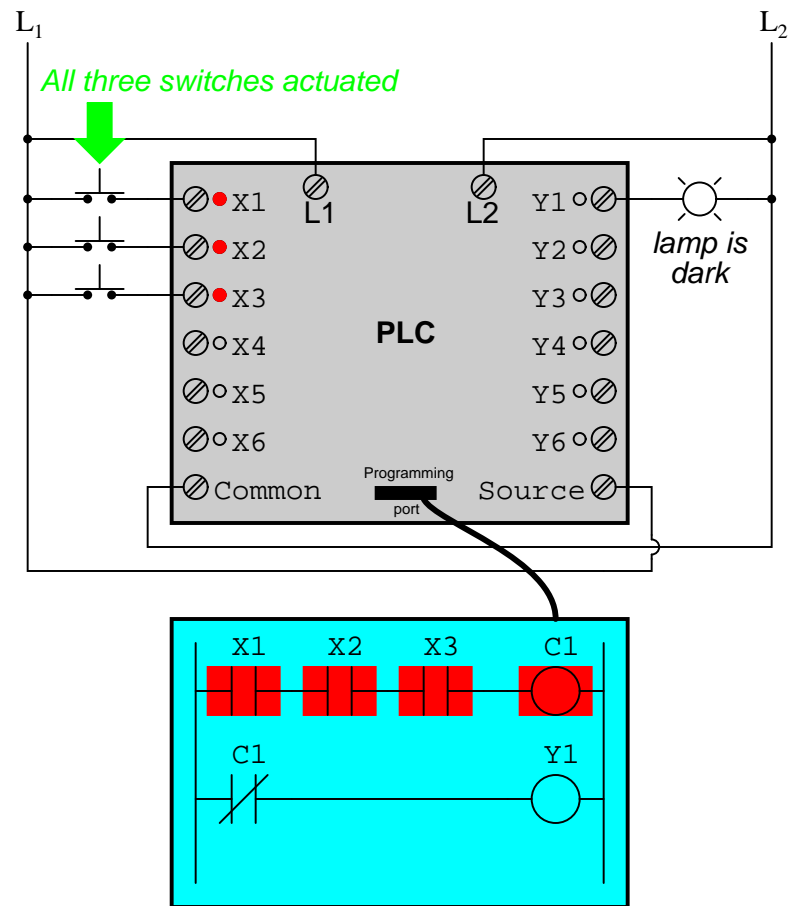 L1 L2
All three switches actuated
X1 L1 L2 Y1
X2 Y2
lamp is
dark
X3 Y3
PLC
X4 Y4
X5 Y5
X6 Y6
Common Programming Source
port
X1 X2 X3 C1
C1 Y1